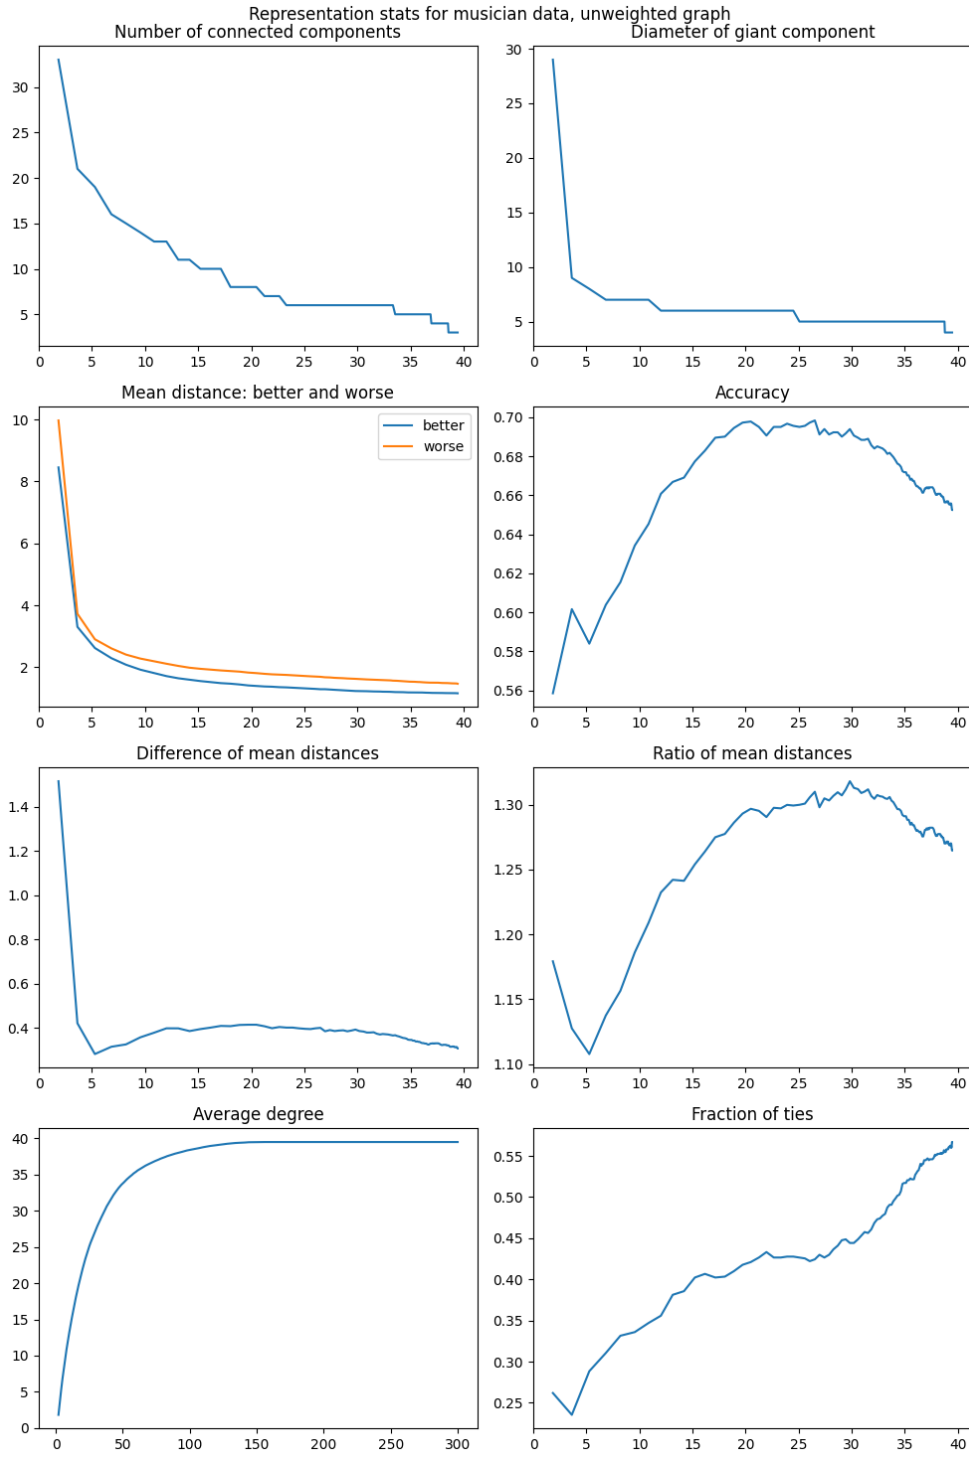 Representation stats for musician data, unweighted graph
Number of connected components
30
25
20
15
10
5
0 5 10 15 20 25 30 35 40
Diameter of giant component
30
25
20
15
10
5
0 5 10 15 20 25 30 35 40
Mean distance: better and worse
better
worse
10
8
6
4
2
0 5 10 15 20 25 30 35 40
Accuracy
0.70
0.68
0.66
0.64
0.62
0.60
0.58
0.56
0 5 10 15 20 25 30 35 40
Difference of mean distances
1.4
1.2
1.0
0.8
0.6
0.4
0 5 10 15 20 25 30 35 40
Ratio of mean distances
1.30
1.25
1.20
1.15
1.10
0 5 10 15 20 25 30 35 40
Average degree
40
35
30
25
20
15
10
5
0
0 50 100 150 200 250 300
Fraction of ties
0.55
0.50
0.45
0.40
0.35
0.30
0.25
0 5 10 15 20 25 30 35 40